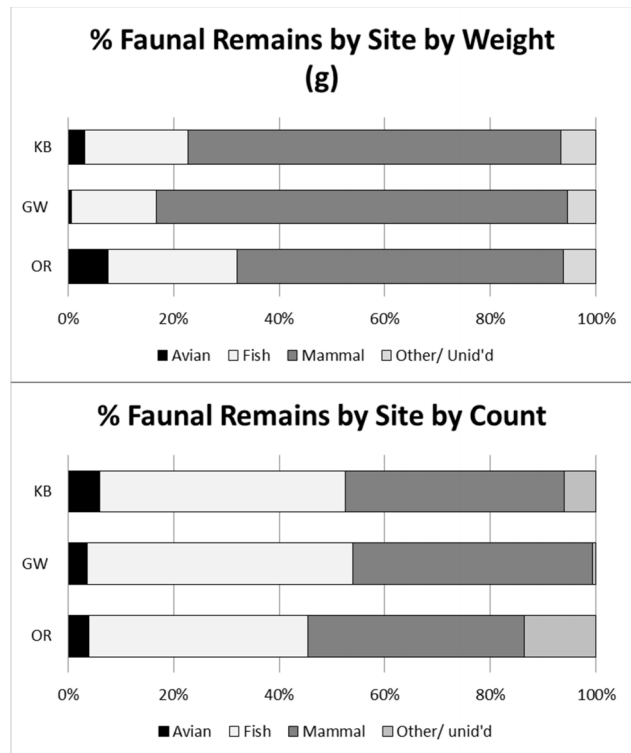 % Faunal Remains by Site by Weight
(g)
KB
GW
OR
0% 20% 40% 60% 80% 100%
Avian Fish Mammal Other/ Unid'd
% Faunal Remains by Site by Count
KB
GW
OR
0% 20% 40% 60% 80% 100%
Avian Fish Mammal Other/ unid'd